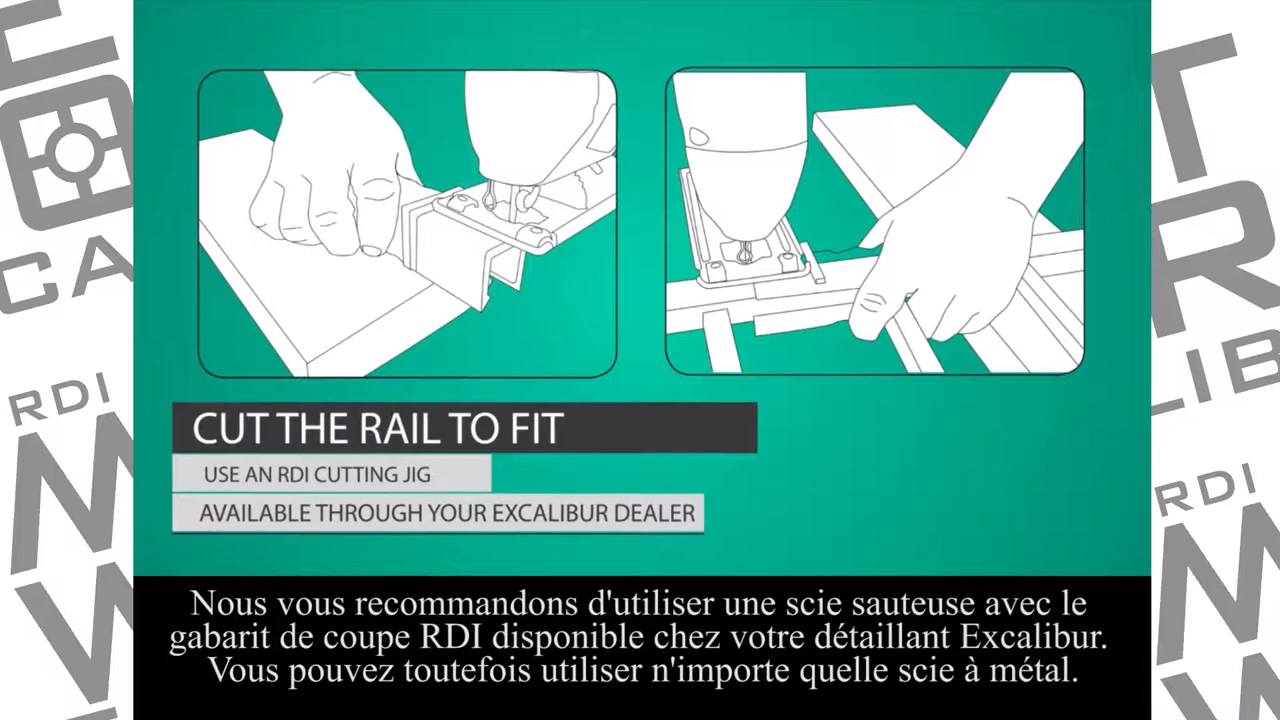 CUT THE RAIL TO FIT
USE AN RDI CUTTING JIG
AVAILABLE THROUGH YOUR EXCALIBUR DEALER
Nous vous recommandons d'utiliser une scie sauteuse avec le
gabarit de coupe RDI disponible chez votre détaillant Excalibur.
Vous pouvez toutefois utiliser n'importe quelle scie à métal.
CA
RDI
LIB
RDI